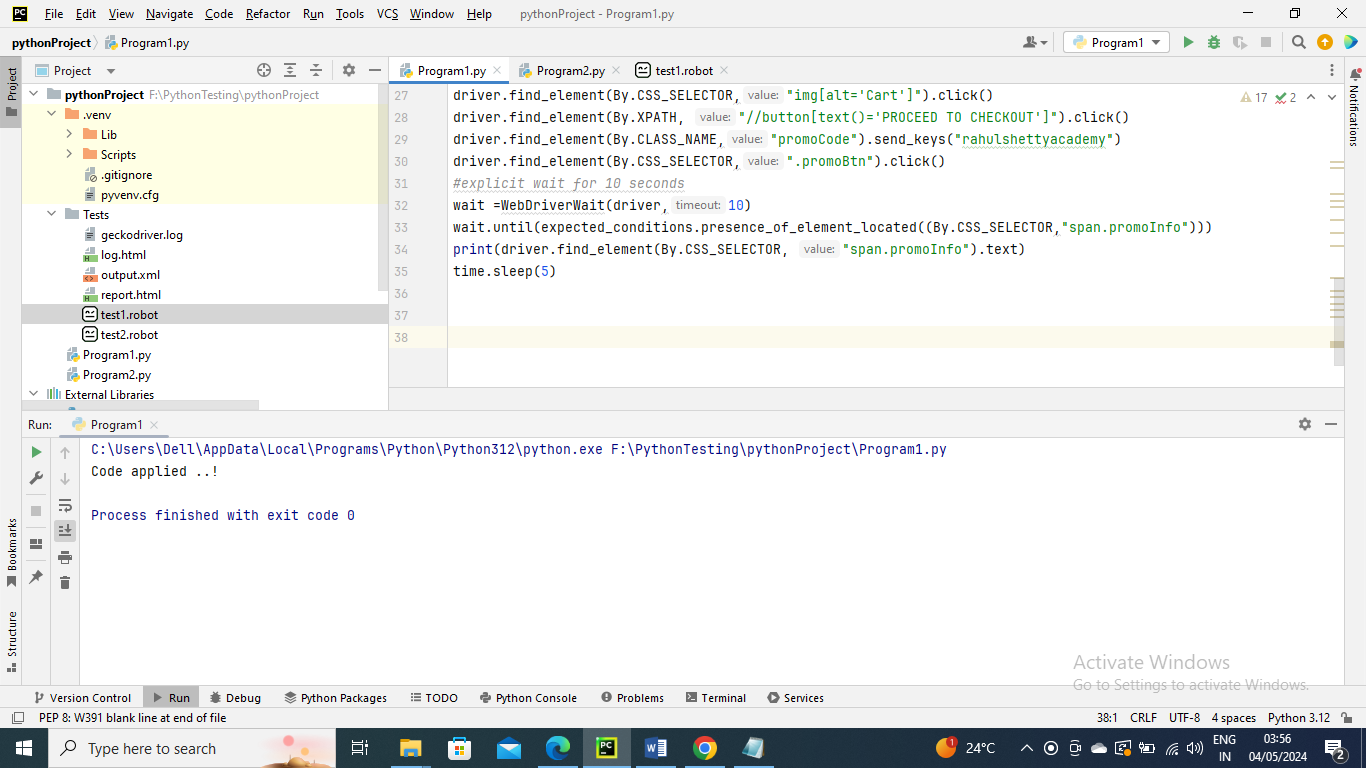 PC File Edit View Navigate Code Refactor Run Tools VCS Window Help pythonProject - Program1.py
pythonProject Program1.py Program1
Project Program1.py Program2.py test1.robot
Project
Notifications
Bookmarks
Structure
pythonProject F:\PythonTesting\pythonProject
.venv
Lib
Scripts
.gitignore
pyvenv.cfg
Tests
geckodriver.log
log.html
output.xml
report.html
test1.robot
test2.robot
Program1.py
Program2.py
External Libraries
17 2
27 driver.find_element(By.CSS_SELECTOR, value: "img[alt='Cart']").click()
28 driver.find_element(By.XPATH, value: "//button[text()='PROCEED TO CHECKOUT']").click()
29 driver.find_element(By.CLASS_NAME, value: "promoCode").send_keys("rahulshettyacademy")
30 driver.find_element(By.CSS_SELECTOR, value: ".promoBtn").click()
31 #explicit wait for 10 seconds
32 wait =WebDriverWait(driver, timeout: 10)
33 wait.until(expected_conditions.presence_of_element_located((By.CSS_SELECTOR,"span.promoInfo")))
34 print(driver.find_element(By.CSS_SELECTOR, value: "span.promoInfo").text)
35 time.sleep(5)
36
37
38
Run: Program1
C:\Users\Dell\AppData\Local\Programs\Python\Python312\python.exe F:\PythonTesting\pythonProject\Program1.py
Code applied ..!
Process finished with exit code 0
Activate Windows
Go to Settings to activate Windows.
Version Control Run Debug Python Packages TODO Python Console Problems Terminal Services
PEP 8: W391 blank line at end of file 38:1 CRLF UTF-8 4 spaces Python 3.12
Type here to search PC W 1 24°C ENG 03:56
IN 04/05/2024 2